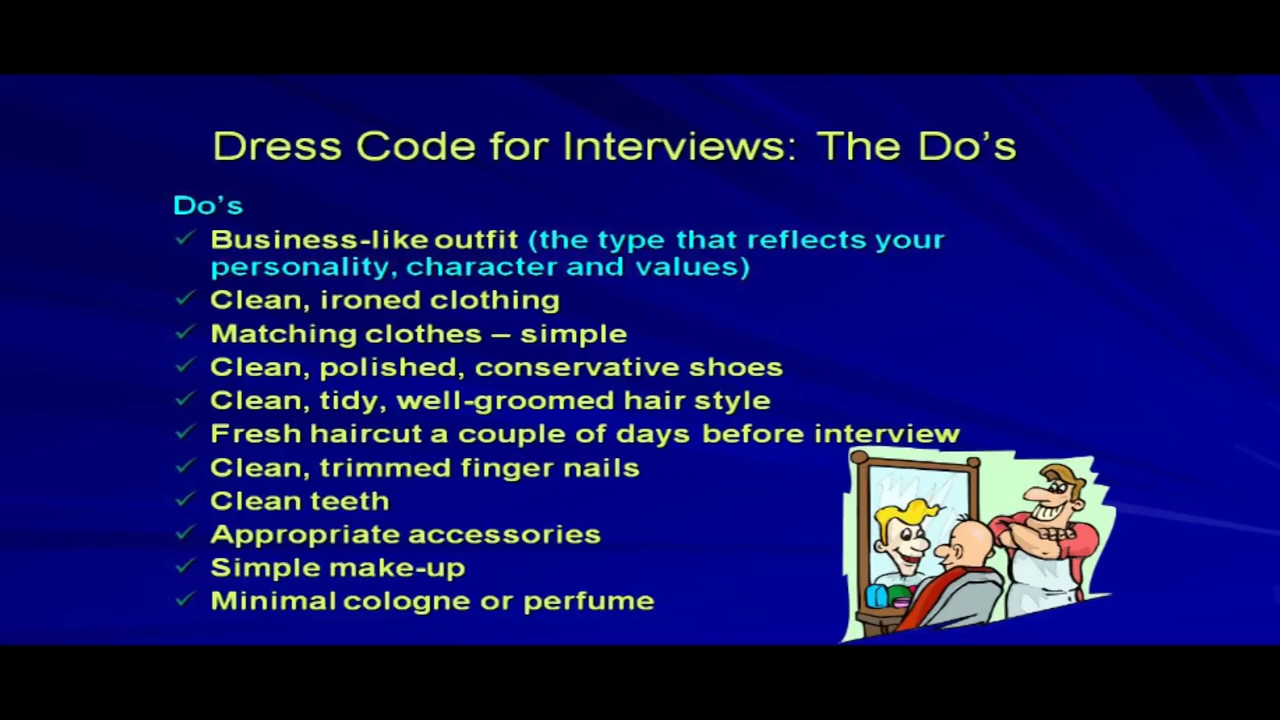 Dress Code for Interviews: The Do's
Do's
✓ Business-like outfit (the type that reflects your
personality, character and values)
✓ Clean, ironed clothing
✓ Matching clothes – simple
✓ Clean, polished, conservative shoes
✓ Clean, tidy, well-groomed hair style
✓ Fresh haircut a couple of days before interview
✓ Clean, trimmed finger nails
✓ Clean teeth
✓ Appropriate accessories
✓ Simple make-up
✓ Minimal cologne or perfume